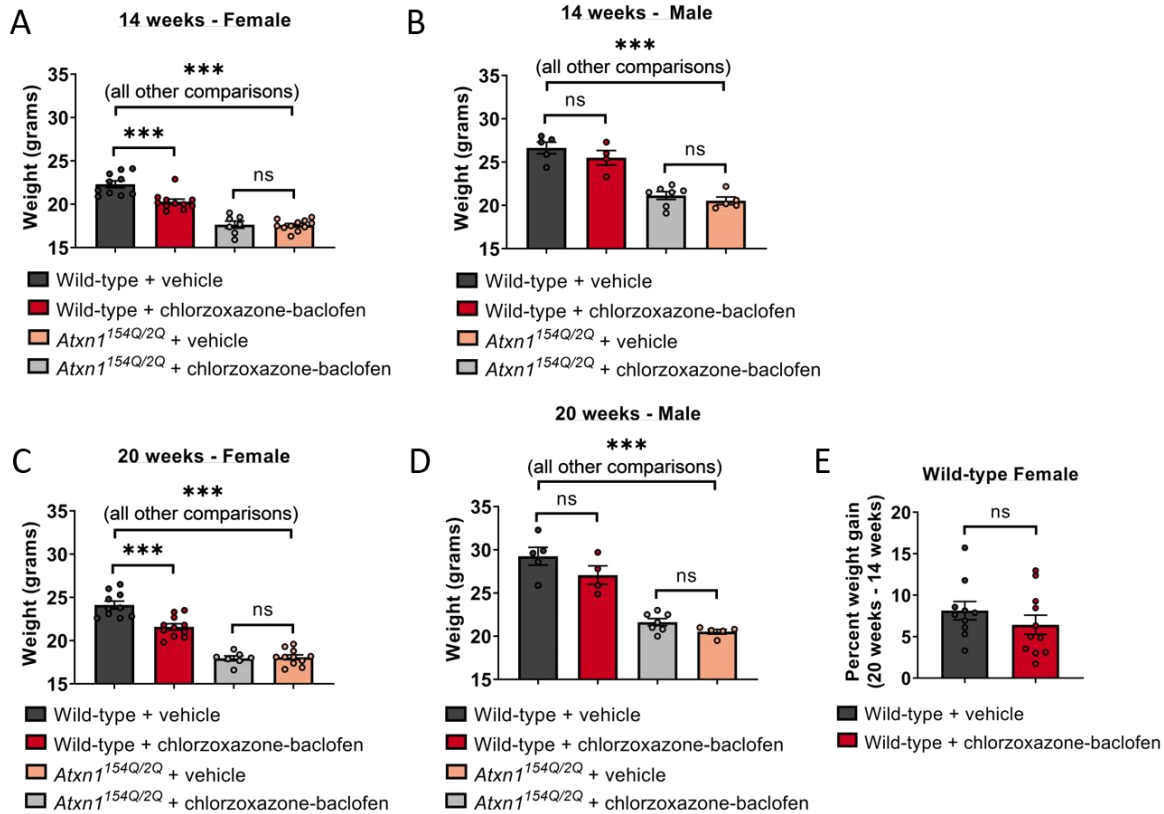 A
14 weeks - Female
***
(all other comparisons)
***
ns
Weight (grams)
35
30
25
20
15
Wild-type + vehicle
Wild-type + chlorzoxazone-baclofen
Atxn1154Q/2Q + vehicle
Atxn1154Q/2Q + chlorzoxazone-baclofen
B
14 weeks - Male
***
(all other comparisons)
ns
ns
Weight (grams)
35
30
25
20
15
Wild-type + vehicle
Wild-type + chlorzoxazone-baclofen
Atxn1154Q/2Q + vehicle
Atxn1154Q/2Q + chlorzoxazone-baclofen
C
20 weeks - Female
***
(all other comparisons)
***
ns
Weight (grams)
35
30
25
20
15
Wild-type + vehicle
Wild-type + chlorzoxazone-baclofen
Atxn1154Q/2Q + vehicle
Atxn1154Q/2Q + chlorzoxazone-baclofen
D
20 weeks - Male
***
(all other comparisons)
ns
ns
Weight (grams)
35
30
25
20
15
Wild-type + vehicle
Wild-type + chlorzoxazone-baclofen
Atxn1154Q/2Q + vehicle
Atxn1154Q/2Q + chlorzoxazone-baclofen
E
Wild-type Female
ns
Percent weight gain
(20 weeks - 14 weeks)
20
15
10
5
0
Wild-type + vehicle
Wild-type + chlorzoxazone-baclofen